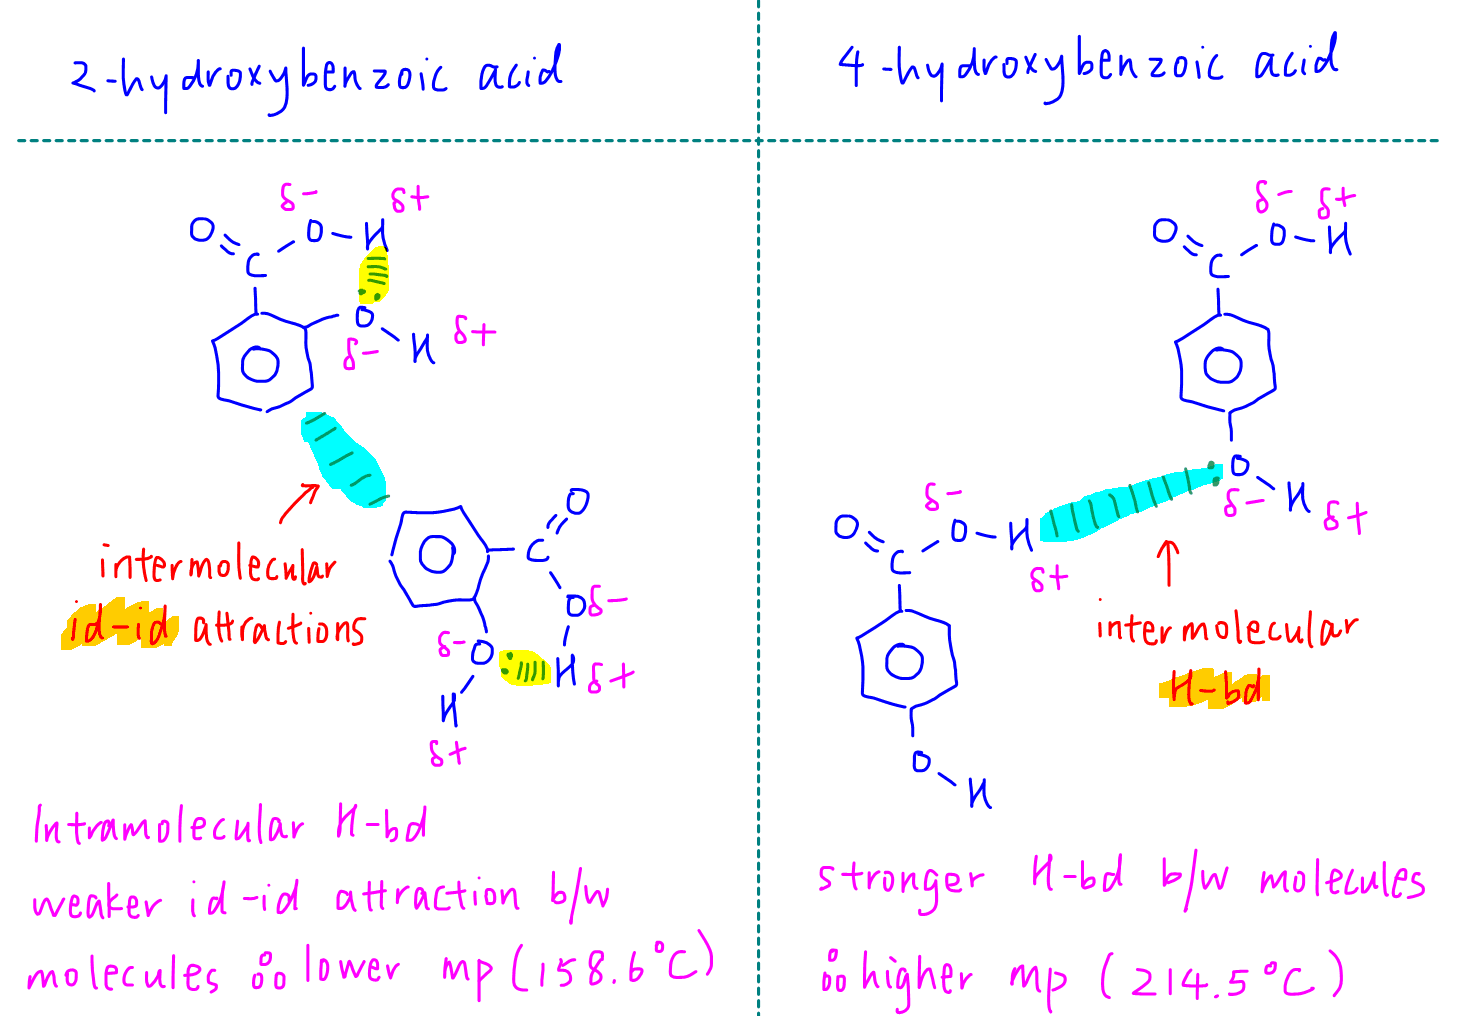 2-hydroxybenzoic acid
4-hydroxybenzoic acid
δ- δ+
O O-H
C
O
H δ+
δ-
intermolecular
id-id attractions
O
C
Oδ-
δ- O H δ+
H
δ+
Intramolecular H-bd
weaker id-id attraction b/w
molecules ∴ lower mp (158.6°C)
δ- δ+
O O-H
C
O
δ- H δ+
δ-
O O-H
C δ+
intermolecular
H-bd
O
H
stronger H-bd b/w molecules
∴ higher mp (214.5°C)